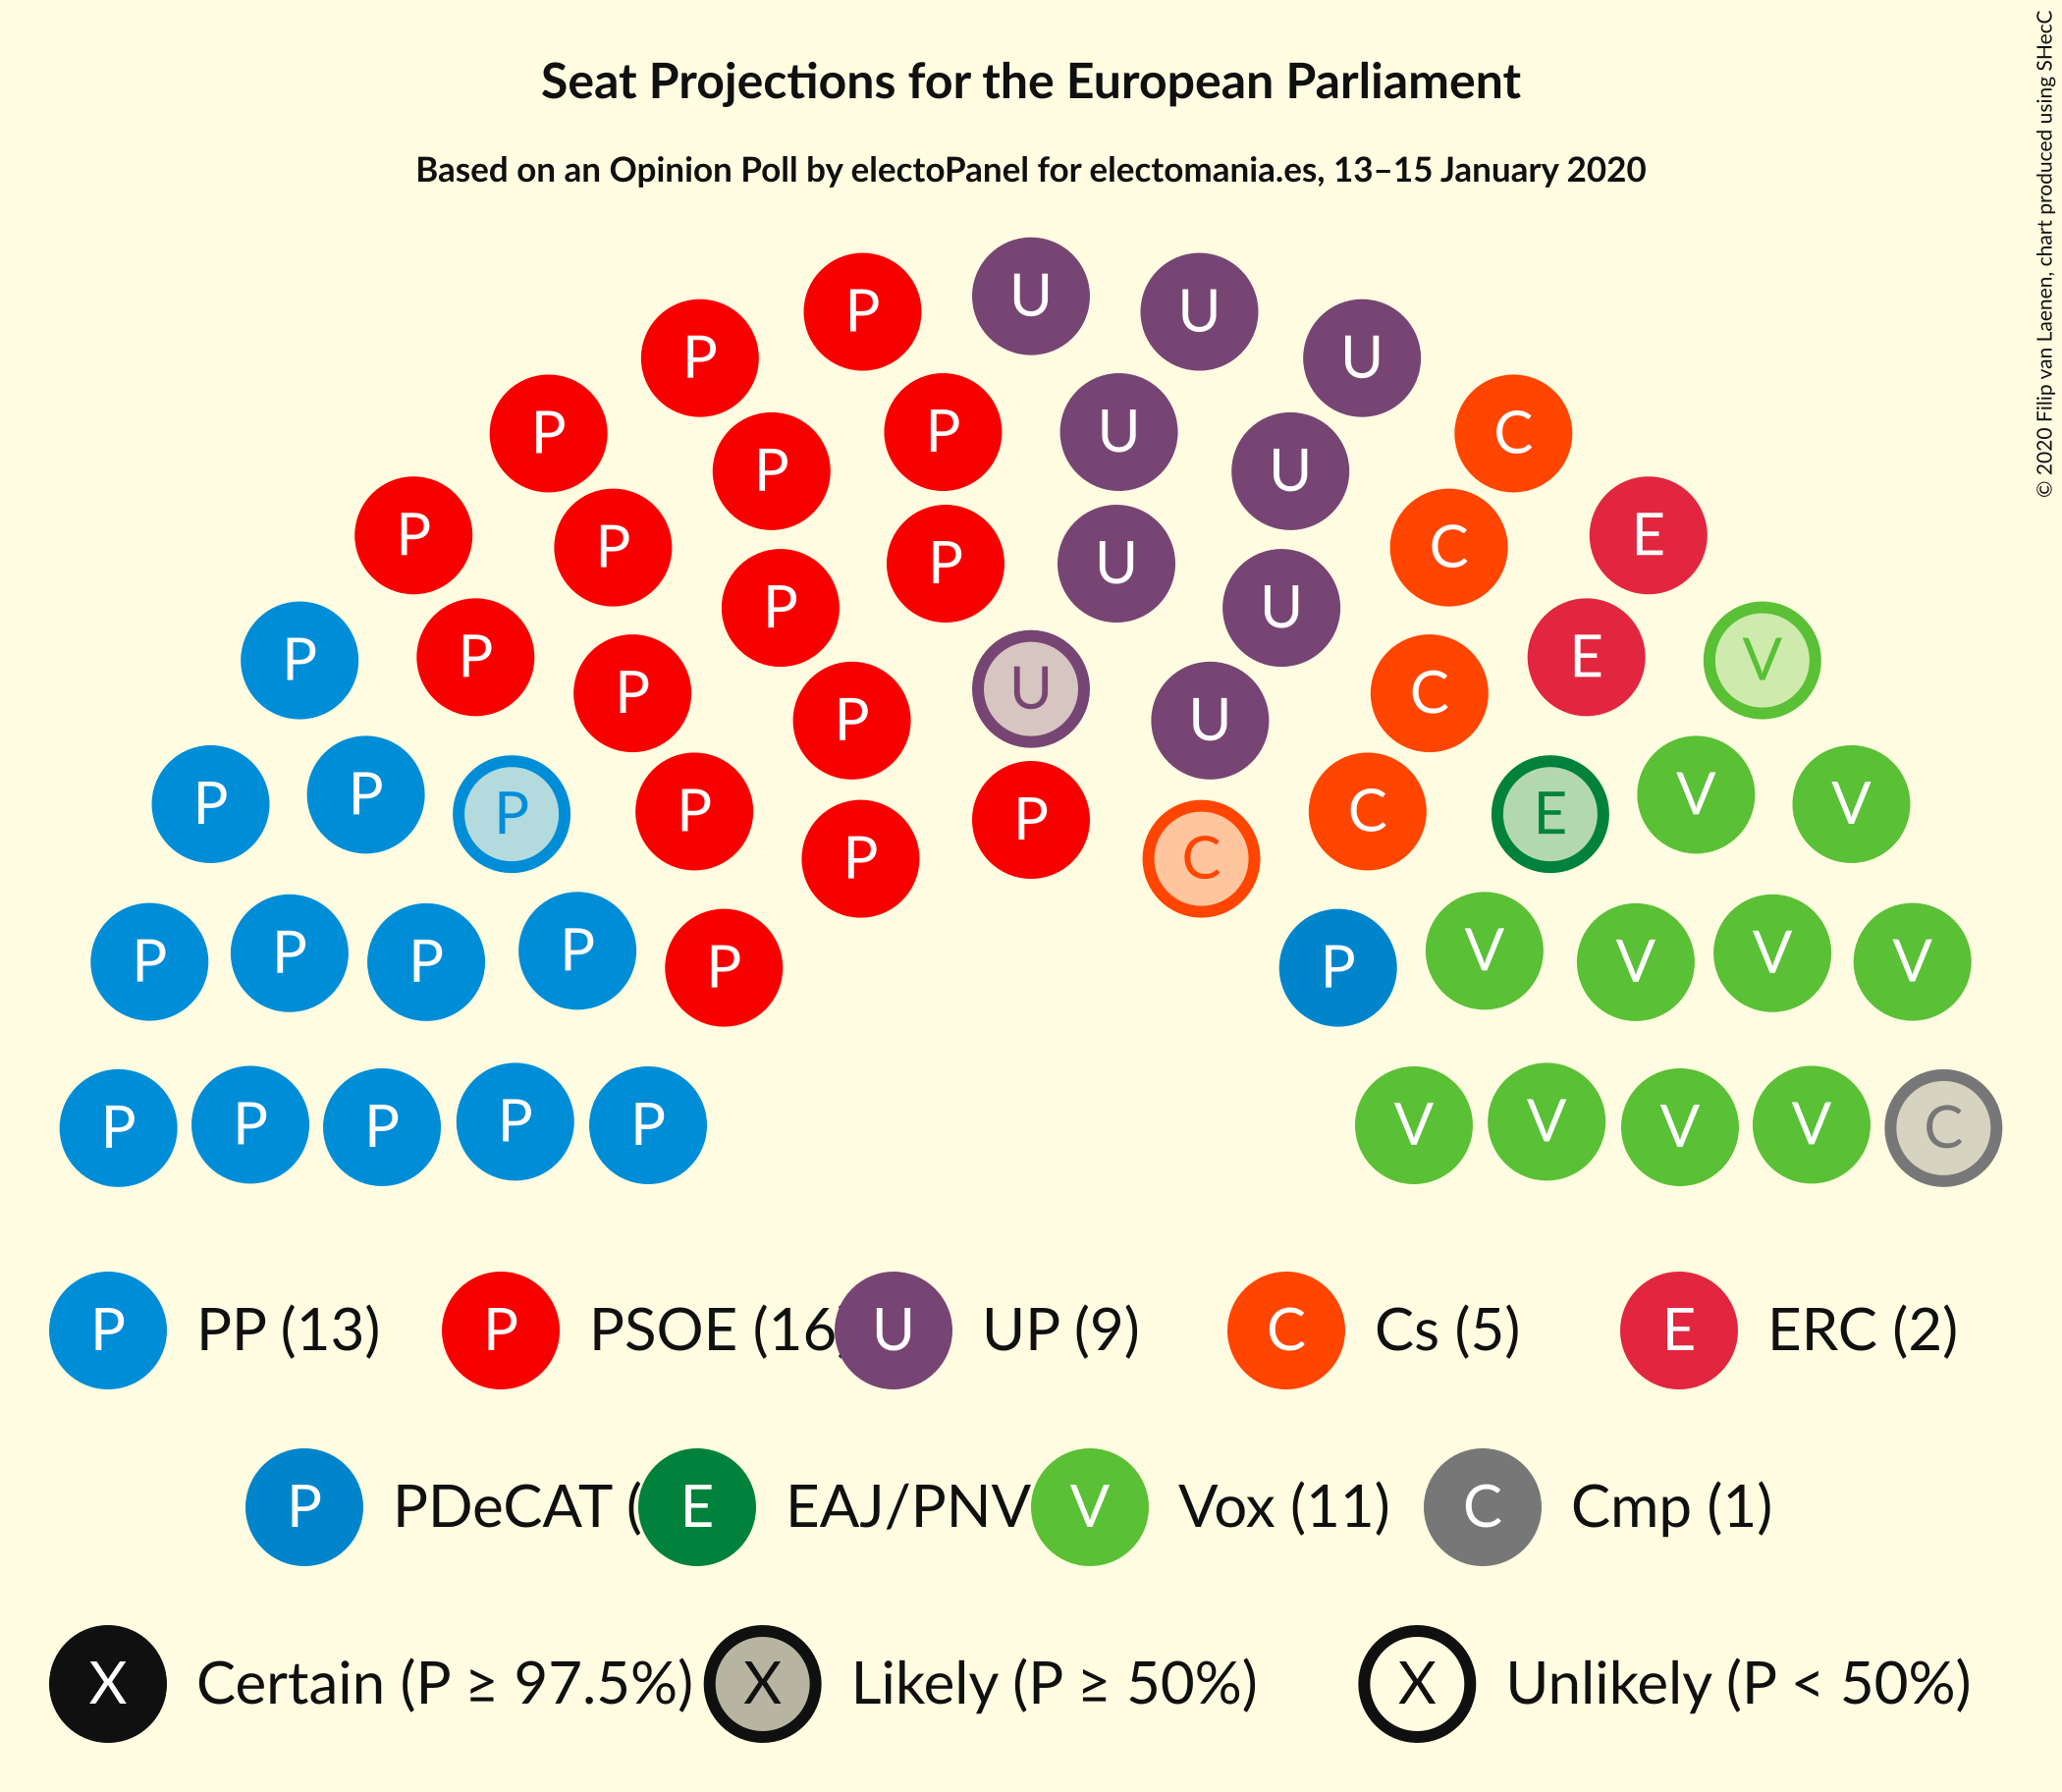 Seat Projections for the European Parliament
Based on an Opinion Poll by electoPanel for electomania.es, 13–15 January 2020
© 2020 Filip van Laenen, chart produced using SHecC
U
P U
P U
P P U C
P P U
P C E
P P U C
P P U E
P P V
P U
P P U
P P C V
P P P P C E V V
P C
P P P P V V V V
P P
P P P P P V V V V C
P PP (13) P PSOE (16 U UP (9) C Cs (5) E ERC (2)
P PDeCAT ( E EAJ/PNV V Vox (11) C Cmp (1)
X Certain (P ≥ 97.5%) X Likely (P ≥ 50%) X Unlikely (P < 50%)